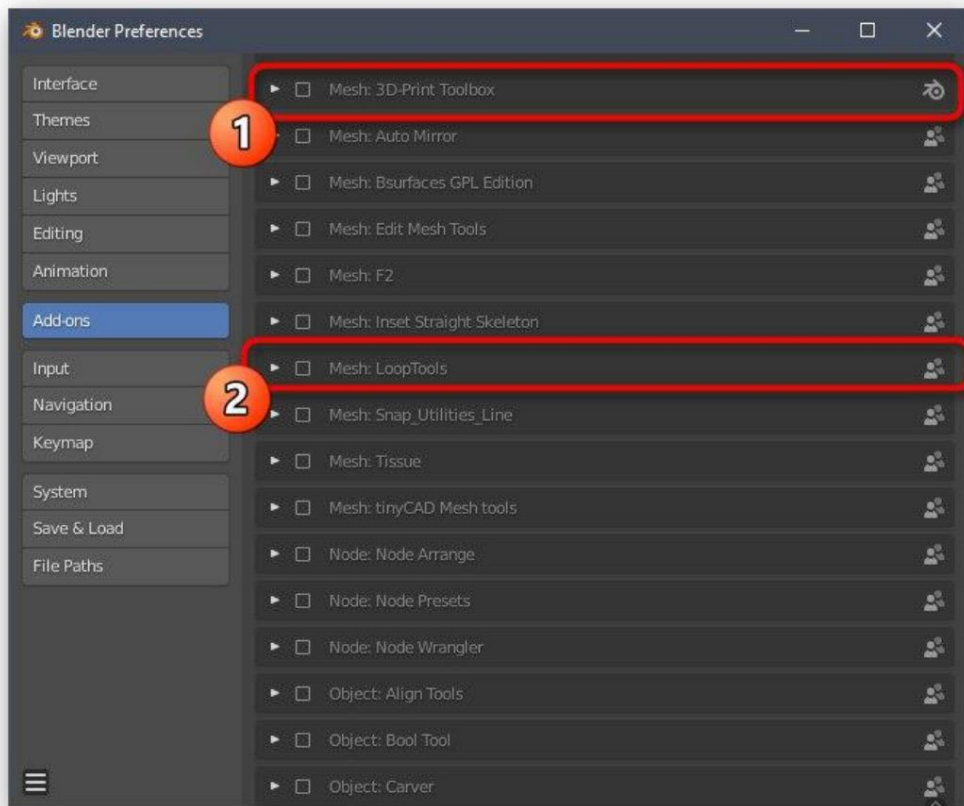 Blender Preferences
Interface
Themes
Viewport
Lights
Editing
Animation
Add-ons
Input
Navigation
Keymap
System
Save & Load
File Paths
1
Mesh: 3D-Print Toolbox
Mesh: Auto Mirror
Mesh: Bsurfaces GPL Edition
Mesh: Edit Mesh Tools
Mesh: F2
Mesh: Inset Straight Skeleton
2
Mesh: LoopTools
Mesh: Snap_Utilities_Line
Mesh: Tissue
Mesh: tinyCAD Mesh tools
Node: Node Arrange
Node: Node Presets
Node: Node Wrangler
Object: Align Tools
Object: Bool Tool
Object: Carver